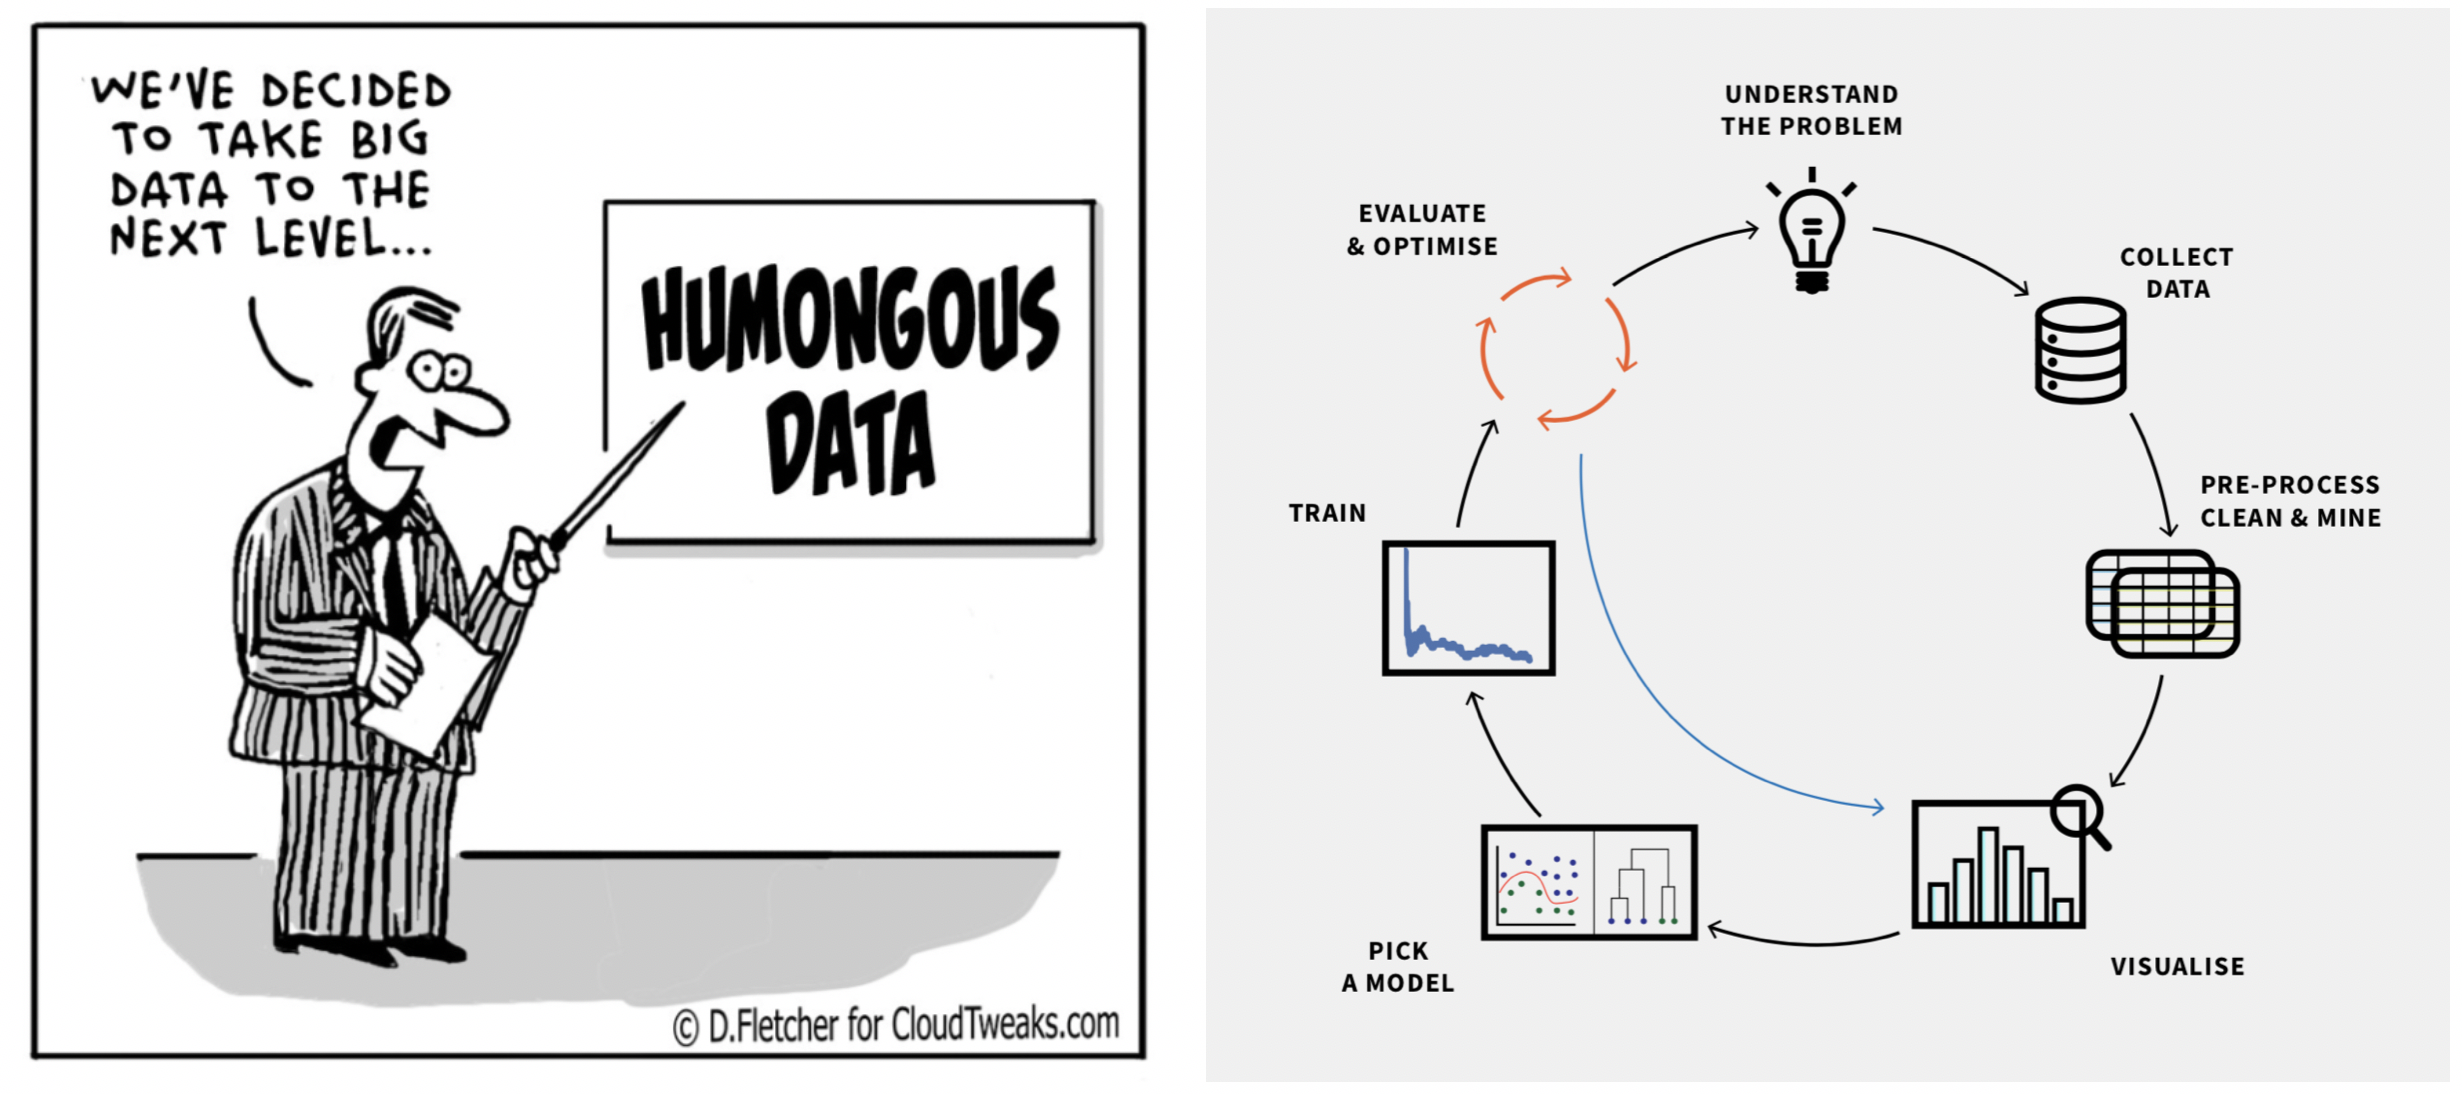 WE'VE DECIDED
TO TAKE BIG
DATA TO THE
NEXT LEVEL...
HUMONGOUS
DATA
© D.Fletcher for CloudTweaks.com
UNDERSTAND
THE PROBLEM
COLLECT
DATA
PRE-PROCESS
CLEAN & MINE
VISUALISE
PICK
A MODEL
TRAIN
EVALUATE
& OPTIMISE